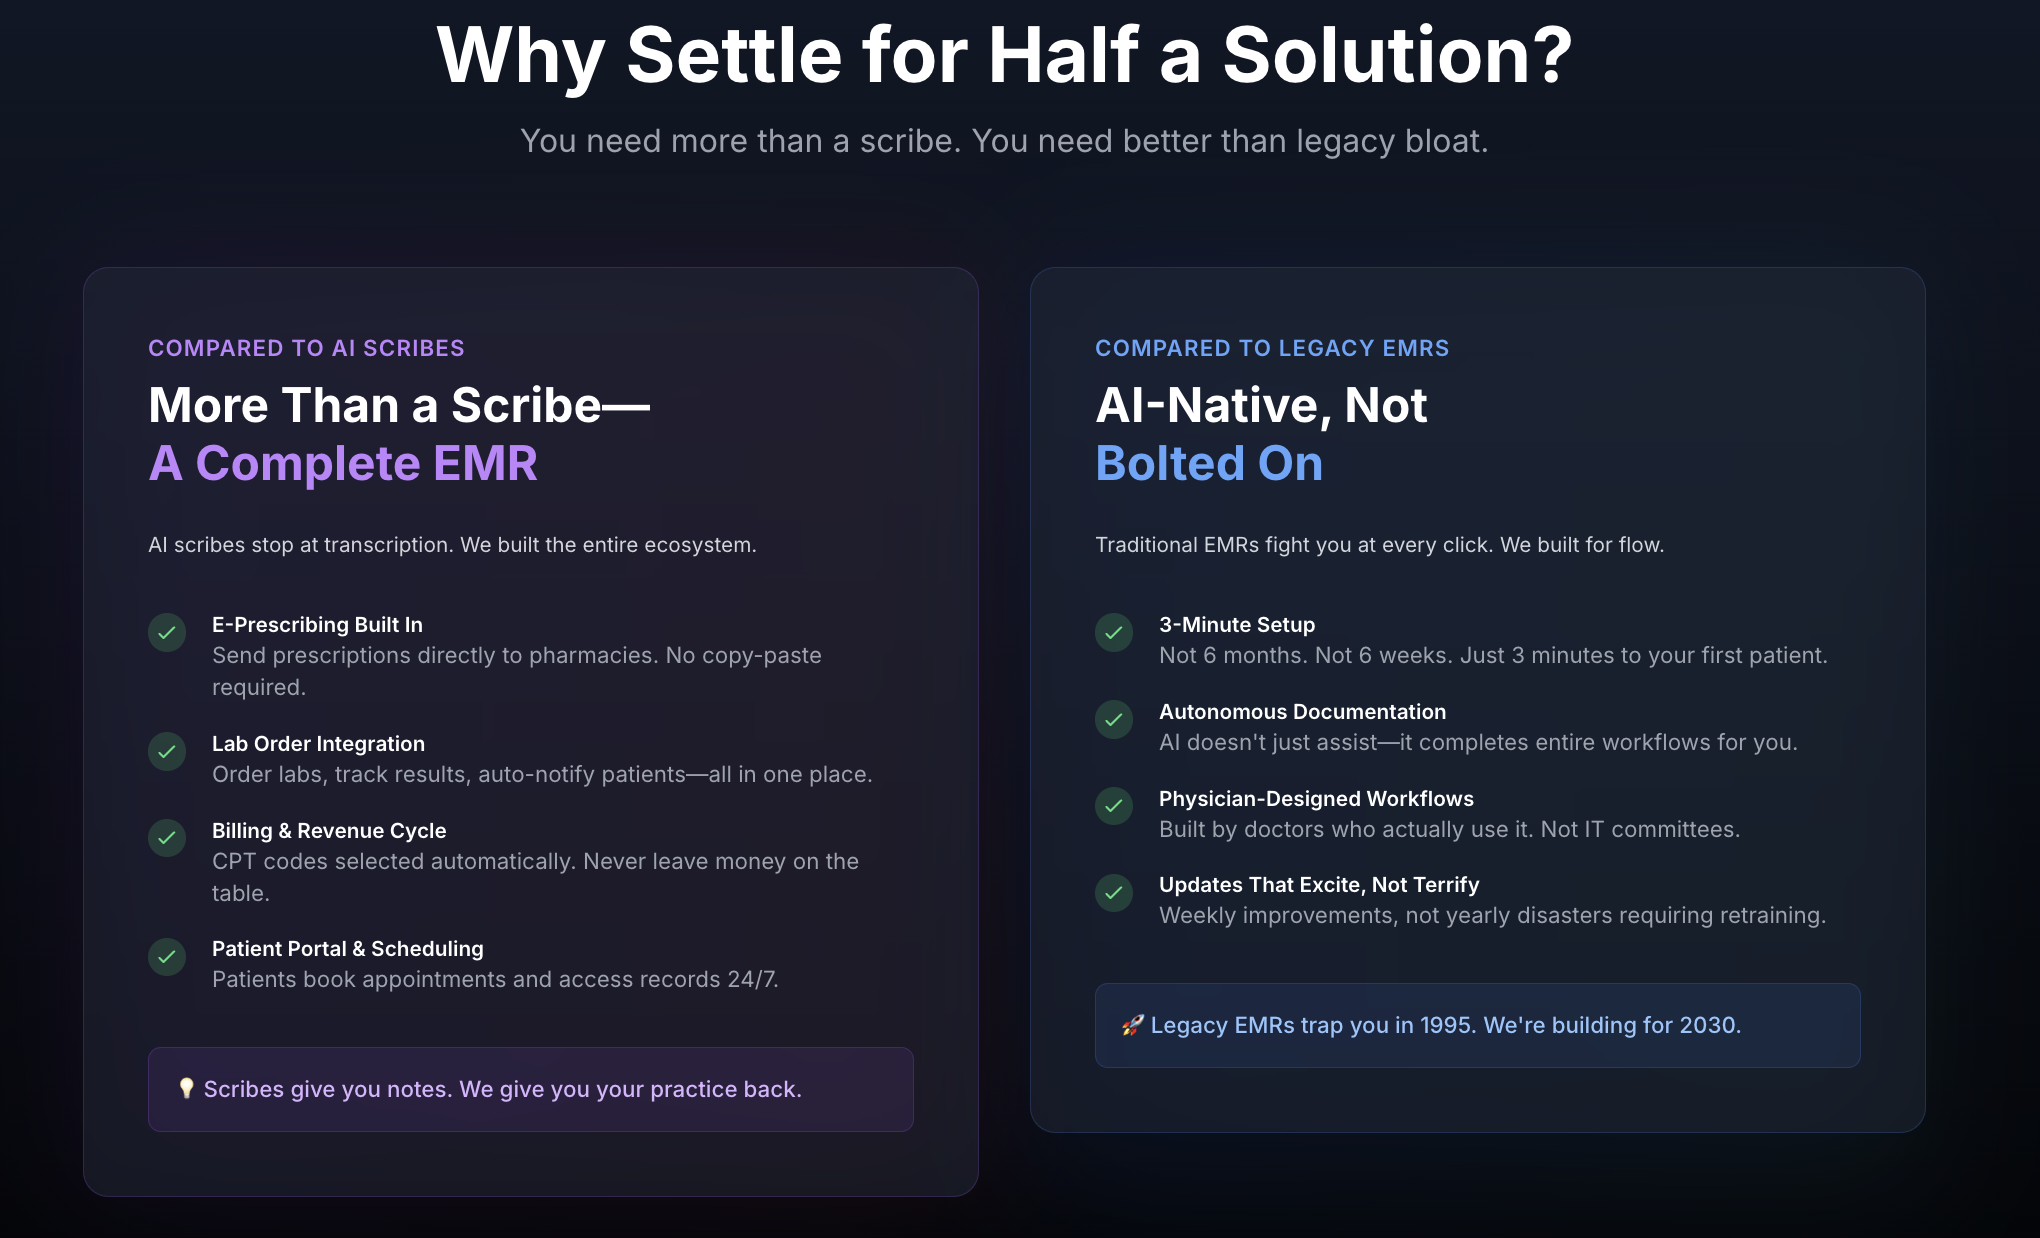 Why Settle for Half a Solution?
You need more than a scribe. You need better than legacy bloat.
COMPARED TO AI SCRIBES
More Than a Scribe—
A Complete EMR
AI scribes stop at transcription. We built the entire ecosystem.
E-Prescribing Built In
Send prescriptions directly to pharmacies. No copy-paste
required.
Lab Order Integration
Order labs, track results, auto-notify patients—all in one place.
Billing & Revenue Cycle
CPT codes selected automatically. Never leave money on the
table.
Patient Portal & Scheduling
Patients book appointments and access records 24/7.
💡 Scribes give you notes. We give you your practice back.
COMPARED TO LEGACY EMRS
AI-Native, Not
Bolted On
Traditional EMRs fight you at every click. We built for flow.
3-Minute Setup
Not 6 months. Not 6 weeks. Just 3 minutes to your first patient.
Autonomous Documentation
AI doesn't just assist—it completes entire workflows for you.
Physician-Designed Workflows
Built by doctors who actually use it. Not IT committees.
Updates That Excite, Not Terrify
Weekly improvements, not yearly disasters requiring retraining.
🚀 Legacy EMRs trap you in 1995. We're building for 2030.